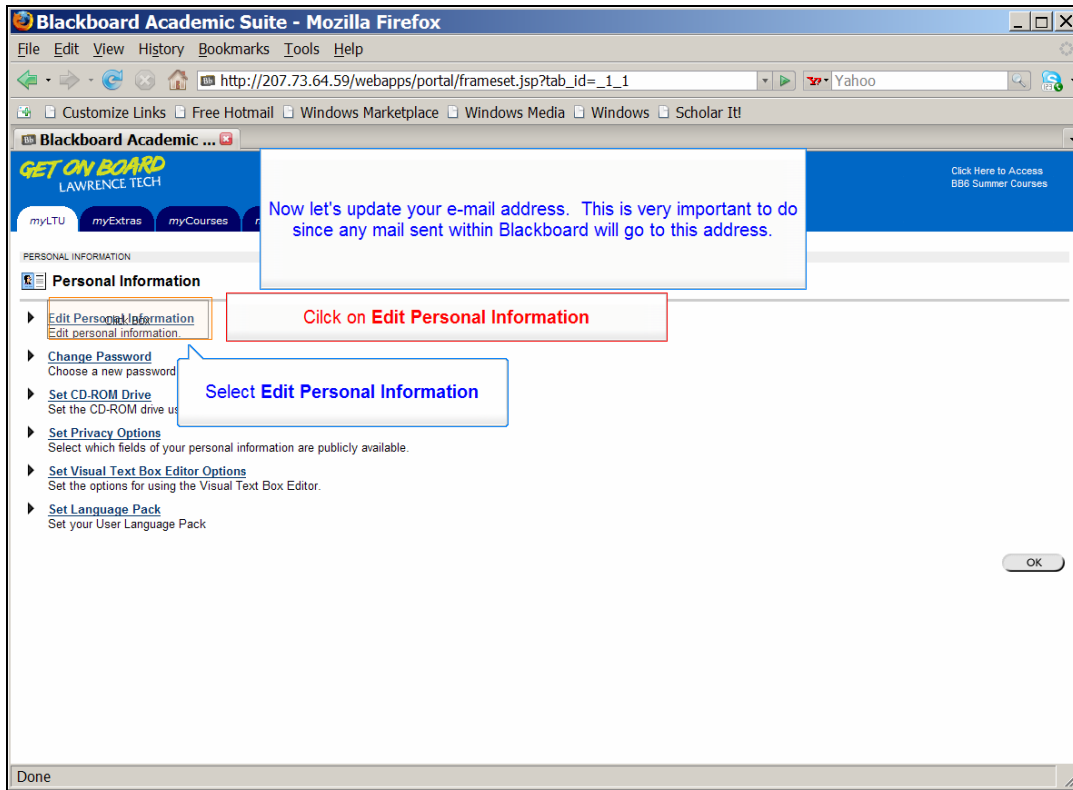 Blackboard Academic Suite - Mozilla Firefox
File Edit View History Bookmarks Tools Help
http://207.73.64.59/webapps/portal/frameset.jsp?tab_id=_1_1 Yahoo
Customize Links Free Hotmail Windows Marketplace Windows Media Windows Scholar It!
Blackboard Academic ...
GET ON BOARD
LAWRENCE TECH
Click Here to Access
BB6 Summer Courses
myLTU myExtras myCourses
Now let's update your e-mail address. This is very important to do
since any mail sent within Blackboard will go to this address.
PERSONAL INFORMATION
Personal Information
Edit Personal Information
Click Box
Edit personal information.
Cilck on Edit Personal Information
Change Password
Choose a new password
Select Edit Personal Information
Set CD-ROM Drive
Set the CD-ROM drive
Set Privacy Options
Select which fields of your personal information are publicly available.
Set Visual Text Box Editor Options
Set the options for using the Visual Text Box Editor.
Set Language Pack
Set your User Language Pack
OK
Done